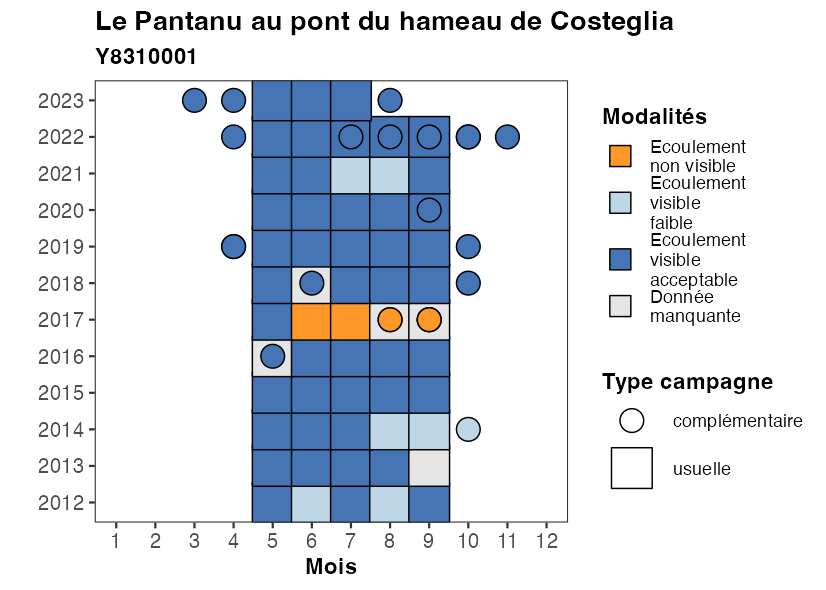 Le Pantanu au pont du hameau de Costeglia
Y8310001
2023
2022
2021
2020
2019
2018
2017
2016
2015
2014
2013
2012
1 2 3 4 5 6 7 8 9 10 11 12
Mois
Modalités
Ecoulement
non visible
Ecoulement
visible
faible
Ecoulement
visible
acceptable
Donnée
manquante
Type campagne
complémentaire
usuelle